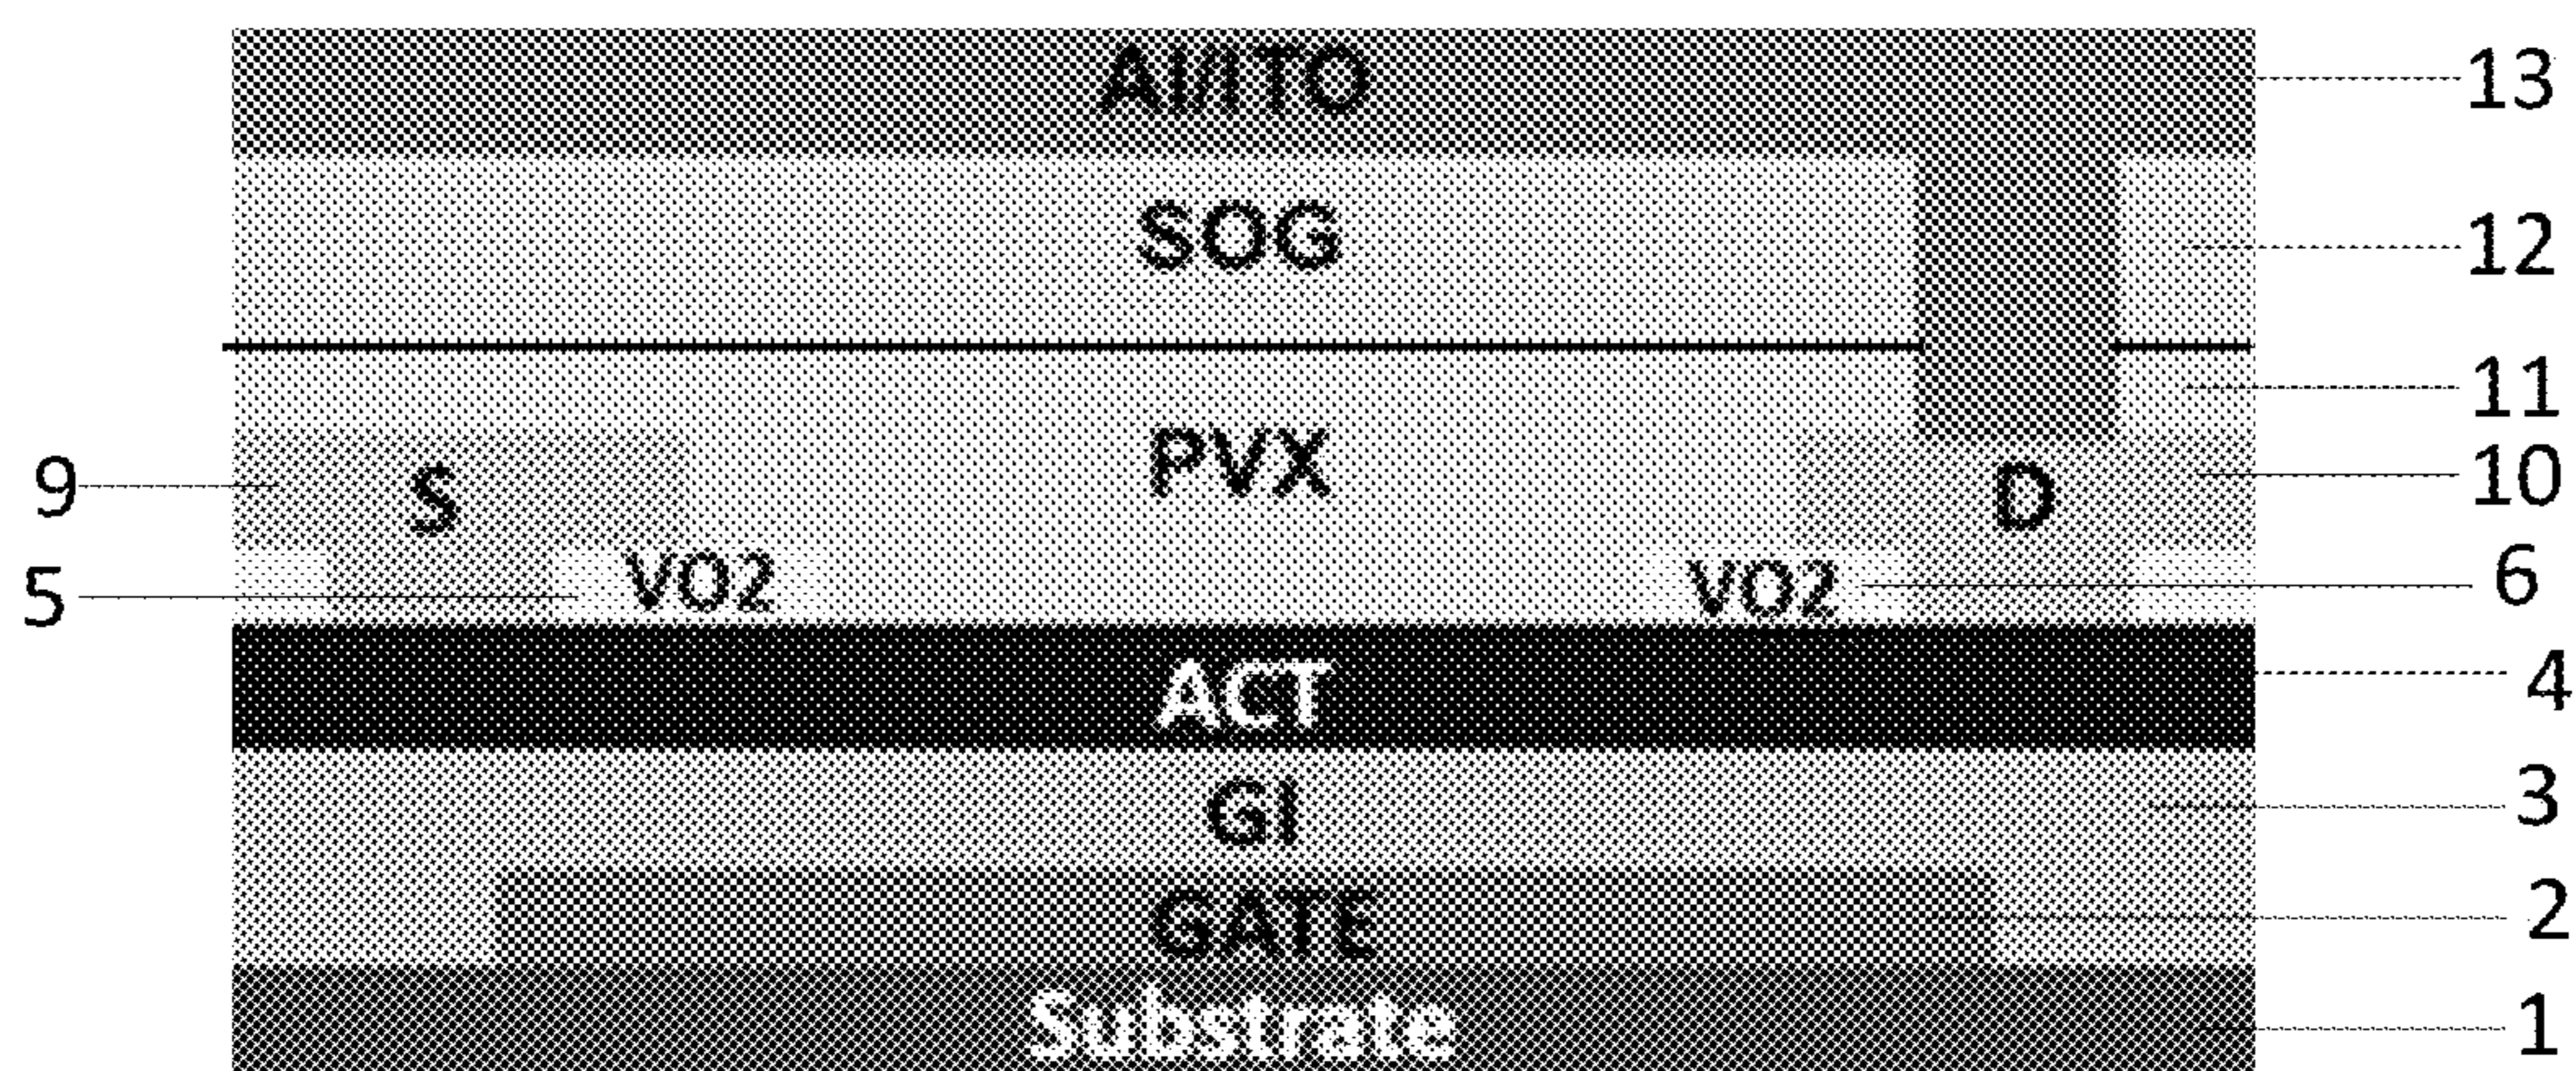 Al/ITO 13
SOG 12
11
PVX
9 S D 10
5 VO2 VO2 6
ACT 4
GI 3
GATE 2
Substrate 1